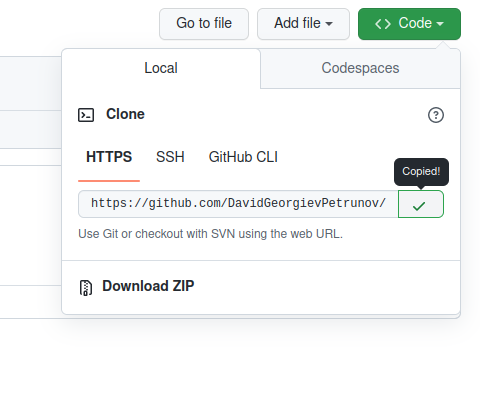 Go to file Add file Code
Local Codespaces
Clone
HTTPS SSH GitHub CLI
Copied!
https://github.com/DavidGeorgievPetrunov/
Use Git or checkout with SVN using the web URL.
Download ZIP